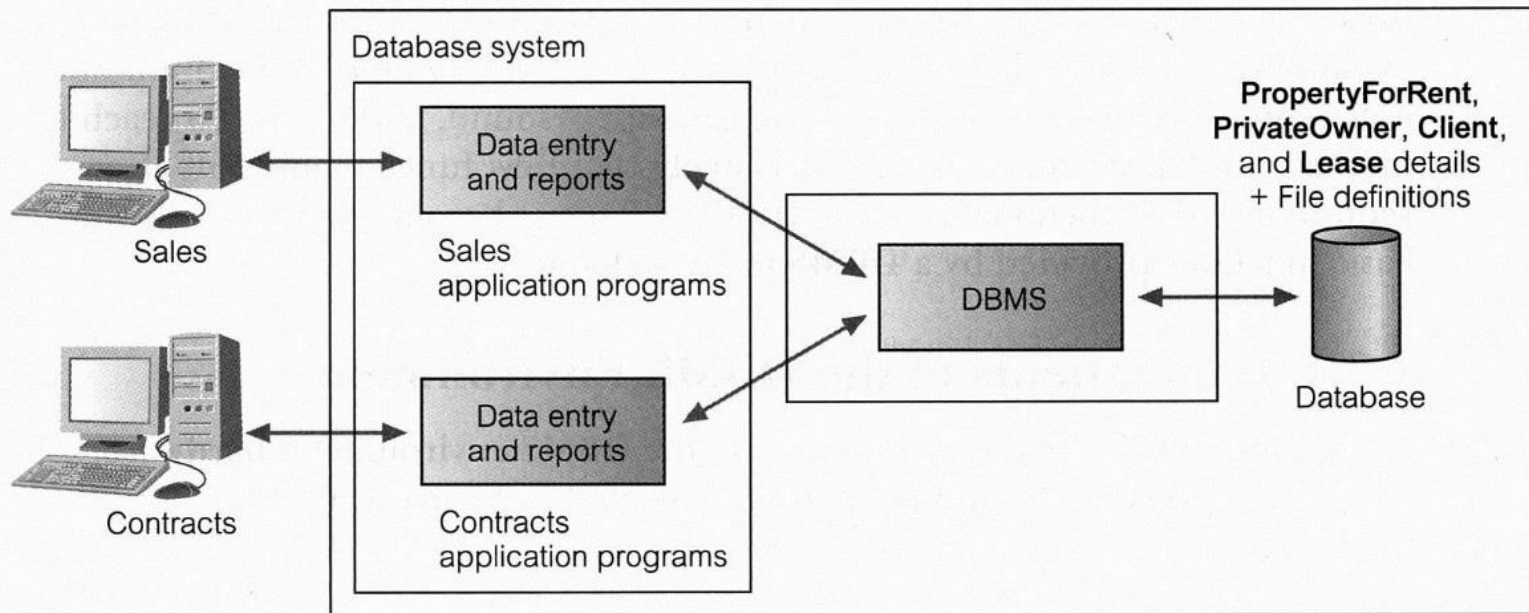 Database system
Data entry
and reports
Sales
application programs
Sales
Data entry
and reports
Contracts
application programs
Contracts
DBMS
PropertyForRent,
PrivateOwner, Client,
and Lease details
+ File definitions
Database